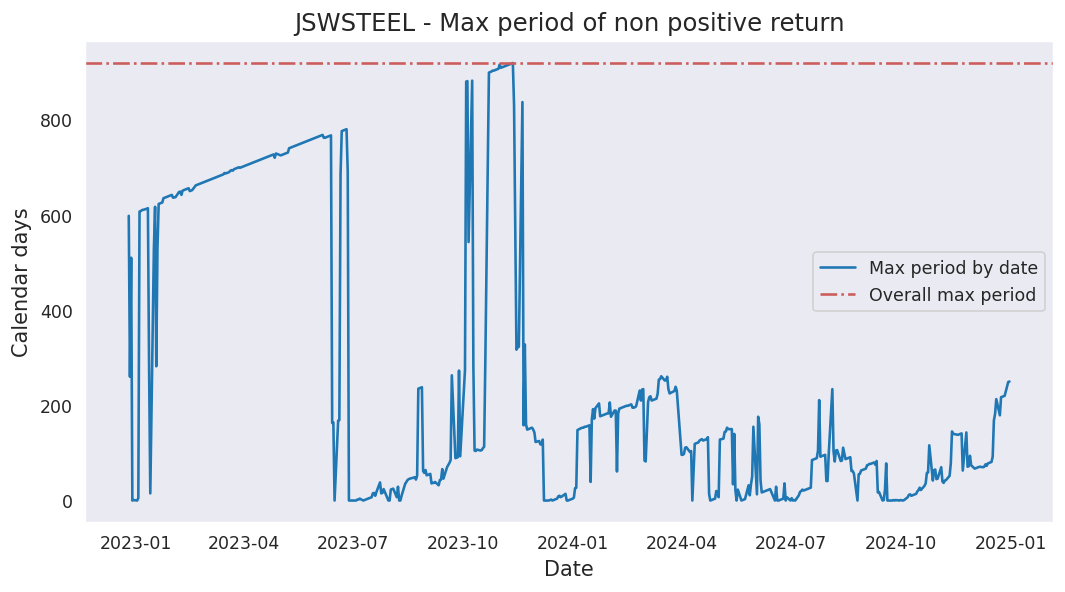 JSWSTEEL - Max period of non positive return
Calendar days
800
600
400
200
0
Max period by date
Overall max period
2023-01
2023-04
2023-07
2023-10
2024-01
2024-04
2024-07
2024-10
2025-01
Date